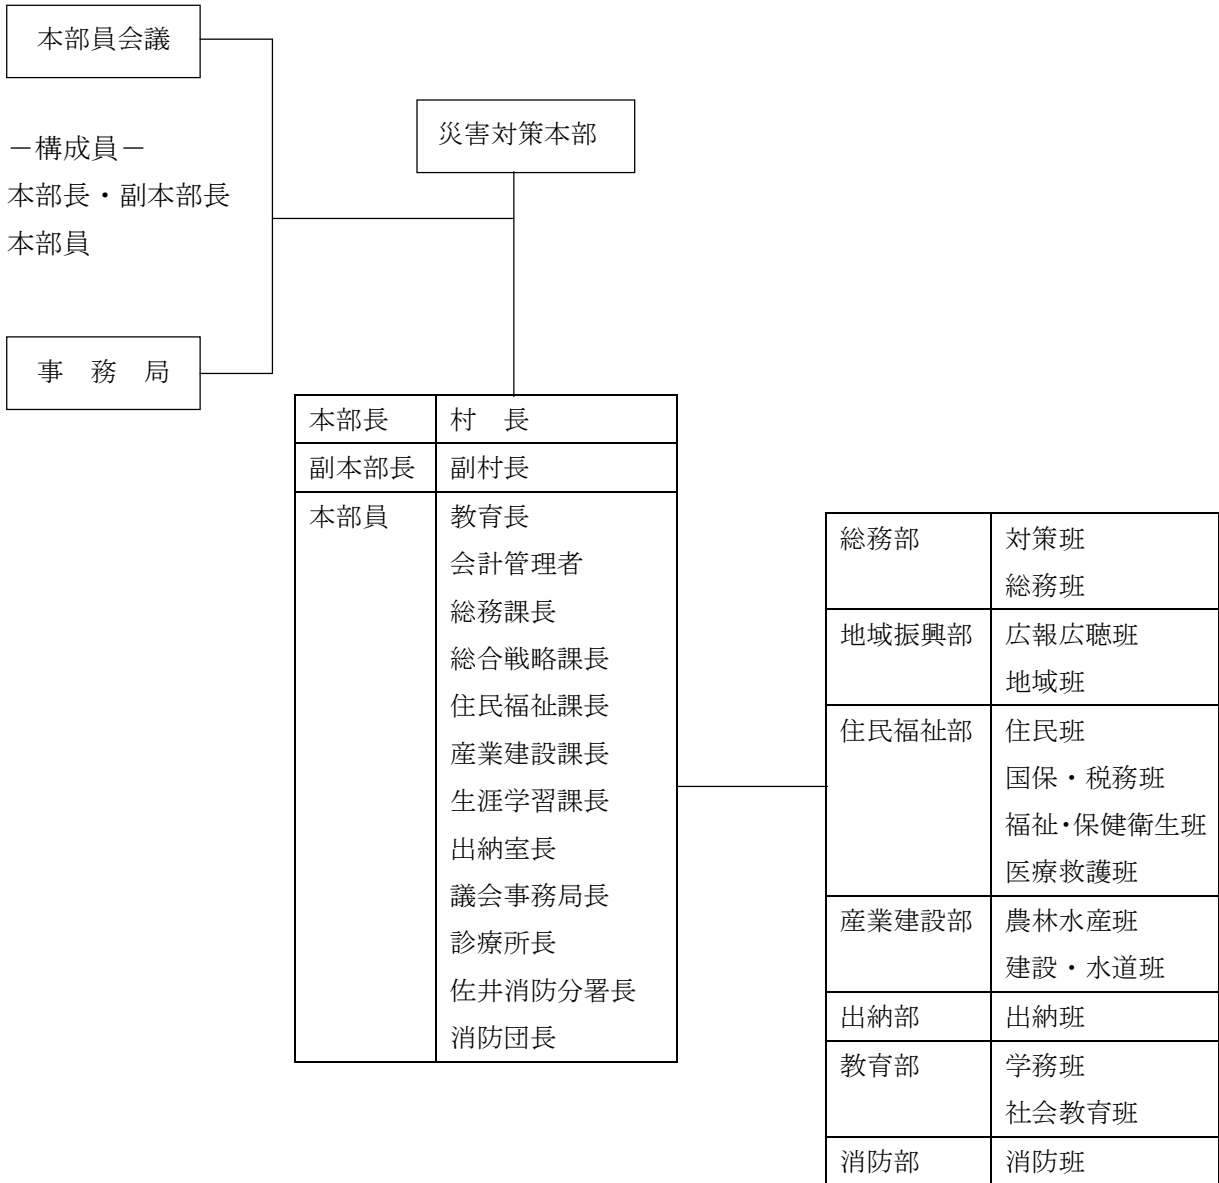 本部員会議
災害対策本部
－構成員－
本部長・副本部長
本部員
事　務　局
本部長　村　長
副本部長　副村長
本部員　教育長
会計管理者
総務課長
総合戦略課長
住民福祉課長
産業建設課長
生涯学習課長
出納室長
議会事務局長
診療所長
佐井消防分署長
消防団長
総務部　対策班
総務班
地域振興部　広報広聴班
地域班
住民福祉部　住民班
国保・税務班
福祉・保健衛生班
医療救護班
産業建設部　農林水産班
建設・水道班
出納部　出納班
教育部　学務班
社会教育班
消防部　消防班